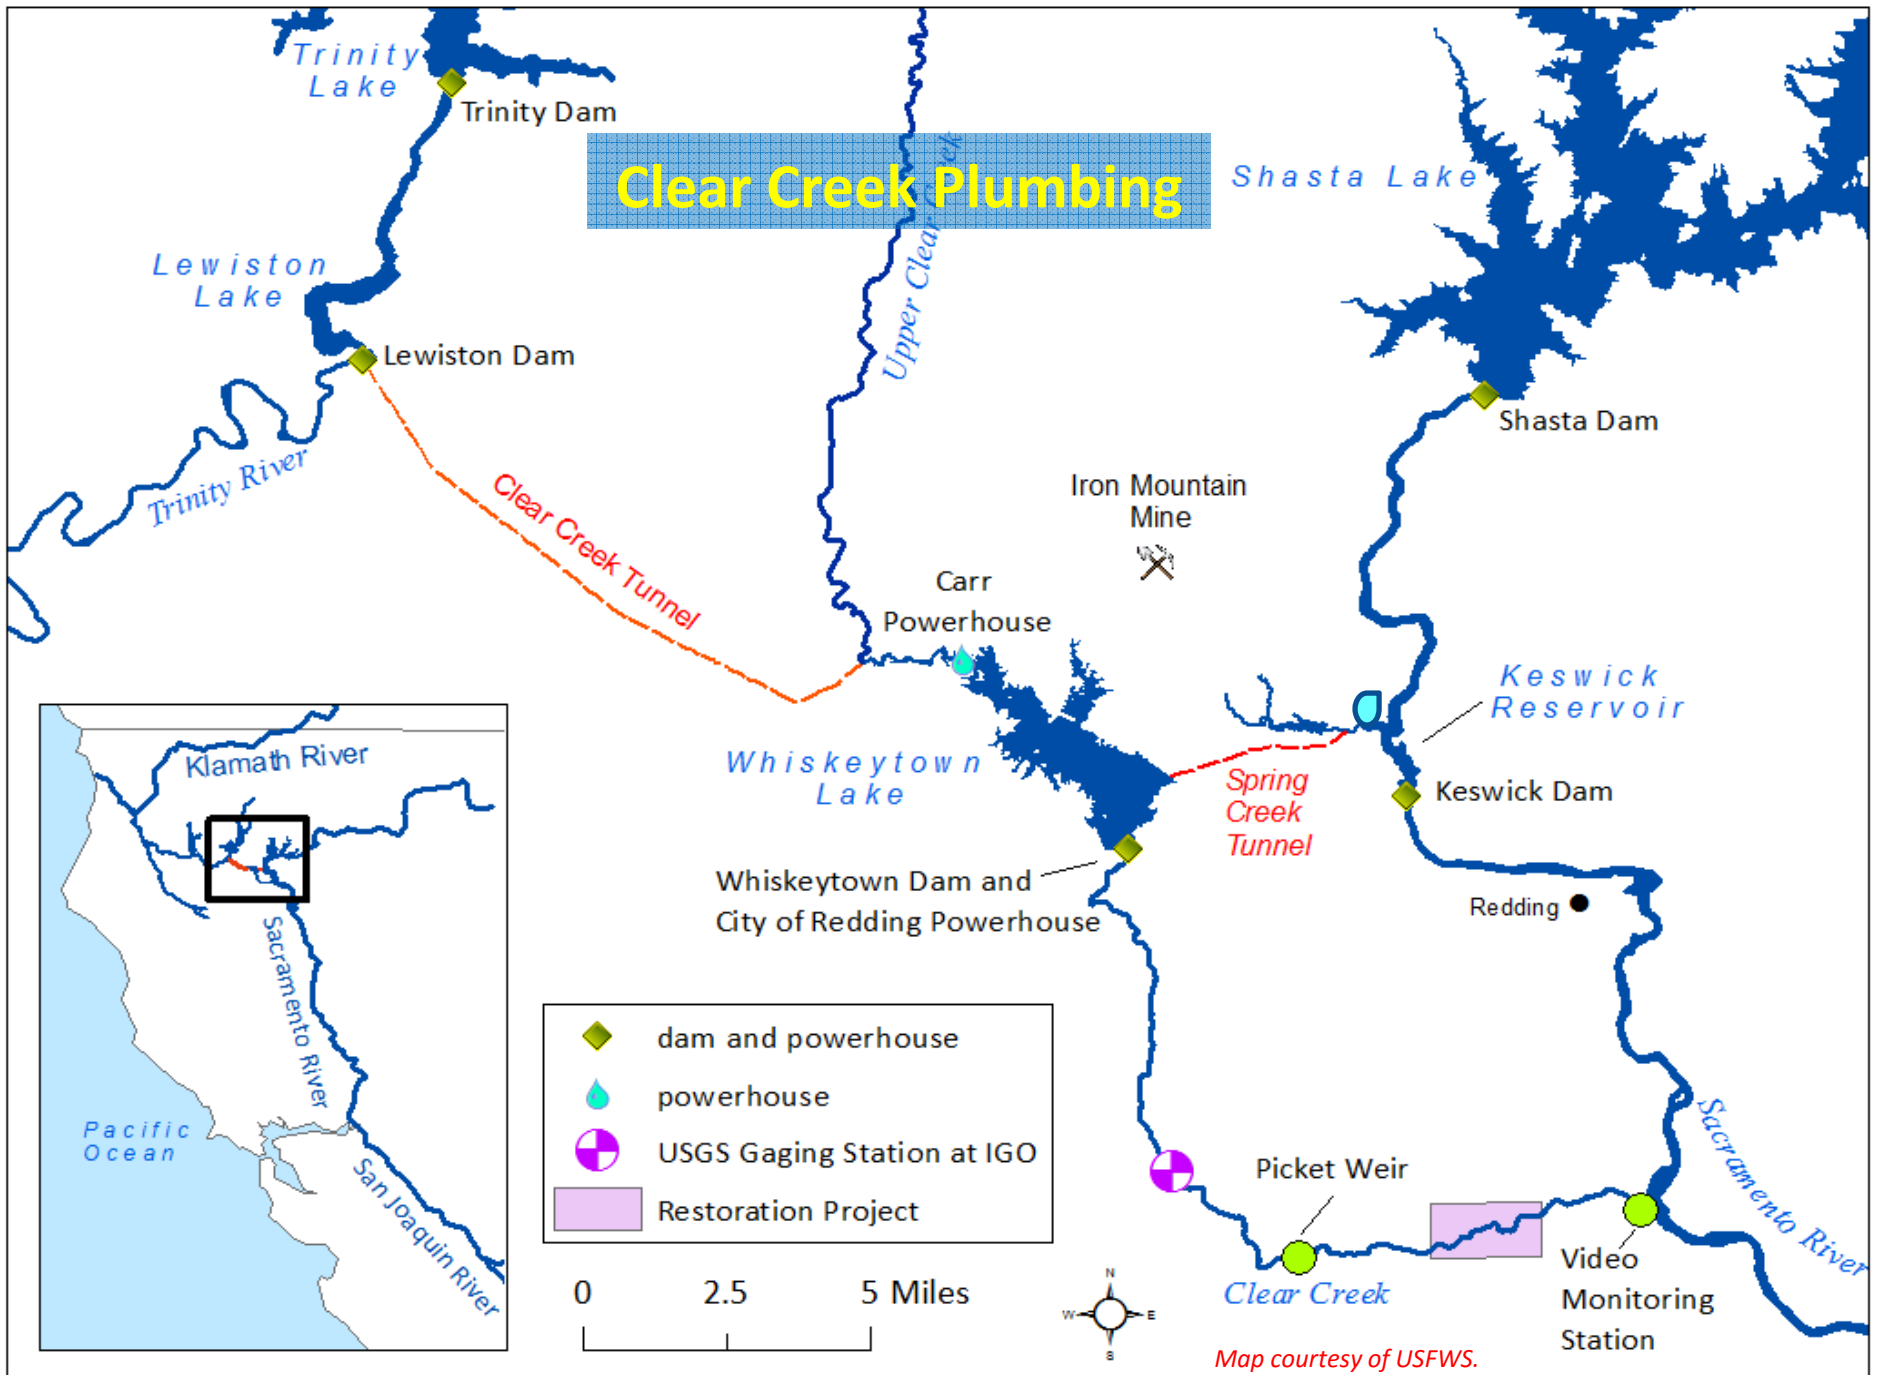 Trinity
Lake
Trinity Dam
Clear Creek Plumbing
Upper Clear Creek
Shasta Lake
Lewiston
Lake
Lewiston Dam
Trinity River
Clear Creek Tunnel
Shasta Dam
Iron Mountain
Mine
Carr
Powerhouse
Keswick
Reservoir
Whiskeytown
Lake
Spring
Creek
Tunnel
Keswick Dam
Whiskeytown Dam and
City of Redding Powerhouse
Redding
Klamath River
Sacramento River
San Joaquin River
Pacific
Ocean
dam and powerhouse
powerhouse
USGS Gaging Station at IGO
Restoration Project
0 2.5 5 Miles
N
W E
S
Picket Weir
Clear Creek
Sacramento River
Video
Monitoring
Station
Map courtesy of USFWS.